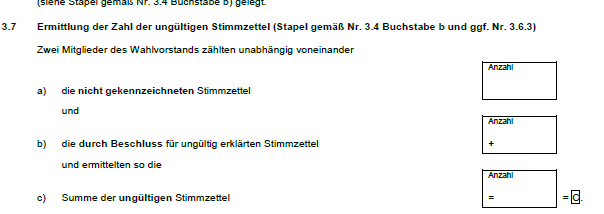 (siehe Stapel gemäß Nr. 3.4 Buchstabe b) gelegt.
3.7 Ermittlung der Zahl der ungültigen Stimmzettel (Stapel gemäß Nr. 3.4 Buchstabe b und ggf. Nr. 3.6.3)
Zwei Mitglieder des Wahlvorstands zählten unabhängig voneinander
Anzahl
a) die nicht gekennzeichneten Stimmzettel
und
Anzahl
b) die durch Beschluss für ungültig erklärten Stimmzettel +
und ermittelten so die
Anzahl
c) Summe der ungültigen Stimmzettel = = C.